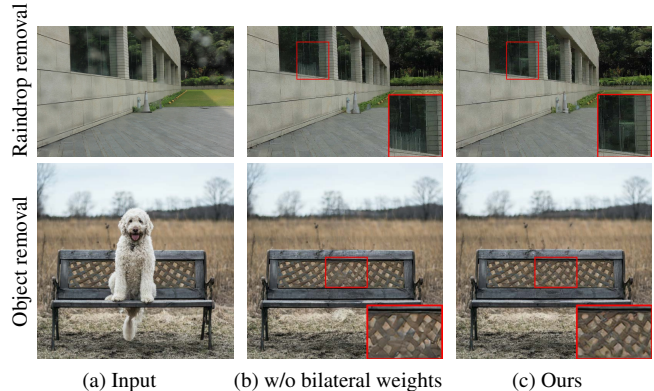 Raindrop removal
Object removal
(a) Input
(b) w/o bilateral weights
(c) Ours